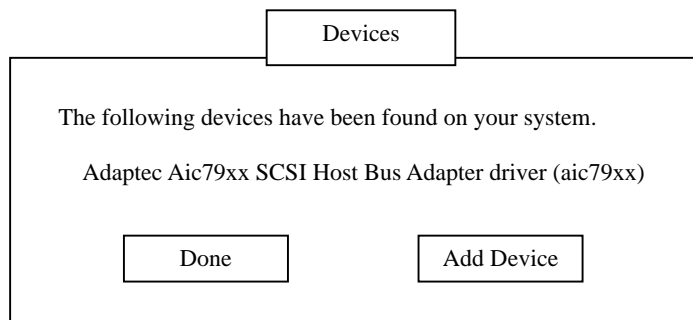 Devices
The following devices have been found on your system.
Adaptec Aic79xx SCSI Host Bus Adapter driver (aic79xx)
Done
Add Device